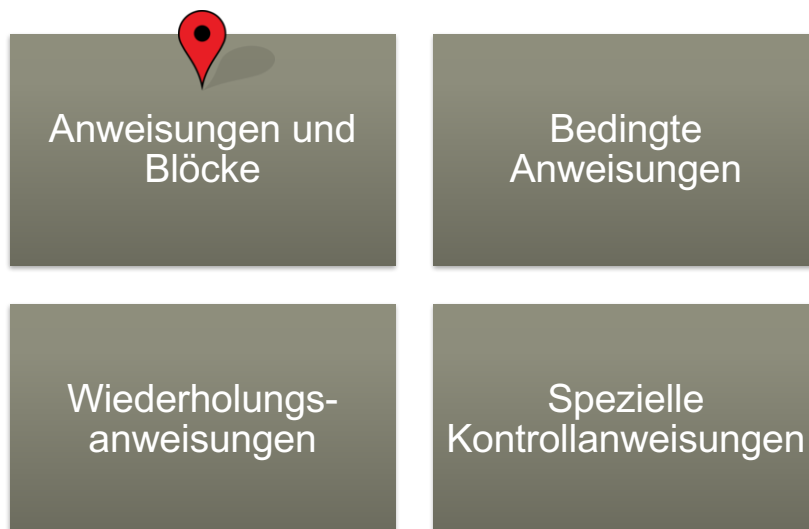 Anweisungen und
Blöcke
Bedingte
Anweisungen
Wiederholungs-
anweisungen
Spezielle
Kontrollanweisungen